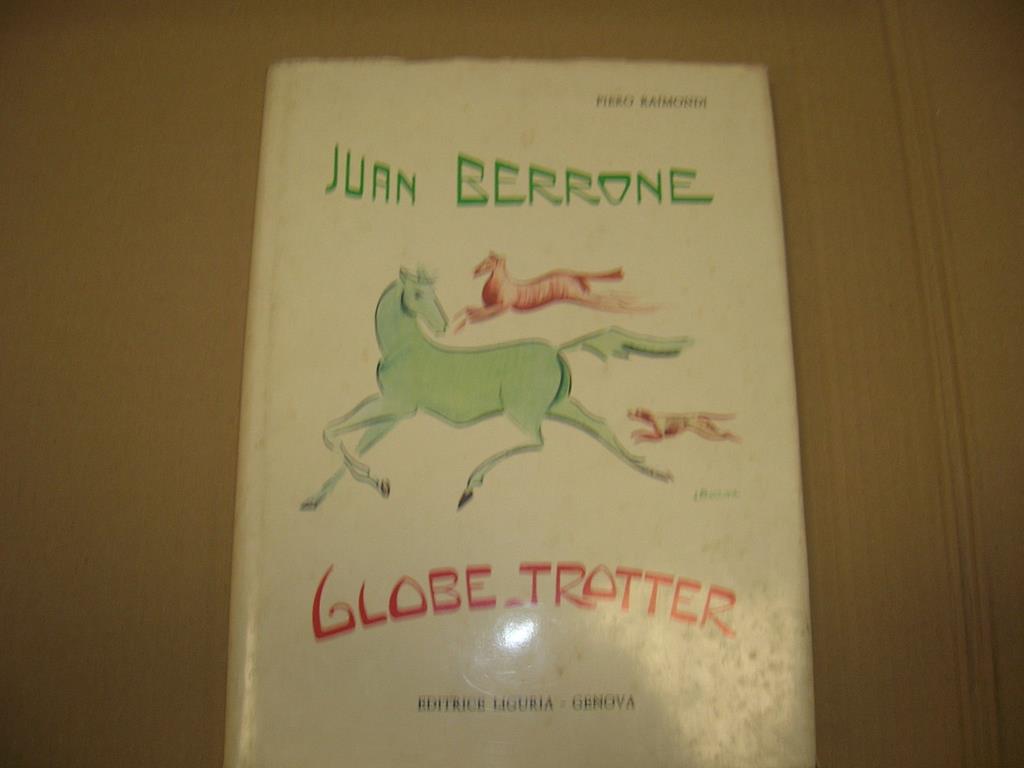 PIERO RAIMONDI
JUAN BERRONE
GLOBE-TROTTER
EDITRICE LIGURIA - GENOVA